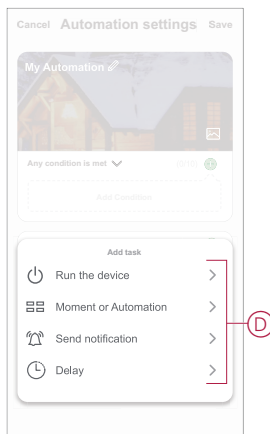 Cancel Automation settings Save
My Automation
Any condition is met
Add Condition
Add task
Run the device
Moment or Automation
Send notification
Delay
D